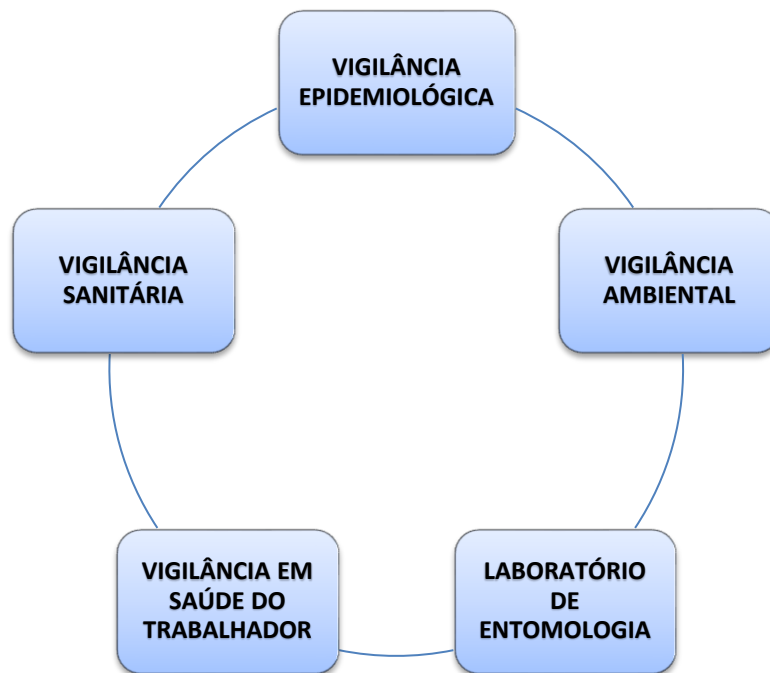 VIGILÂNCIA
EPIDEMIOLÓGICA
VIGILÂNCIA
SANITÁRIA
VIGILÂNCIA
AMBIENTAL
VIGILÂNCIA EM
SAÚDE DO
TRABALHADOR
LABORATÓRIO
DE
ENTOMOLOGIA